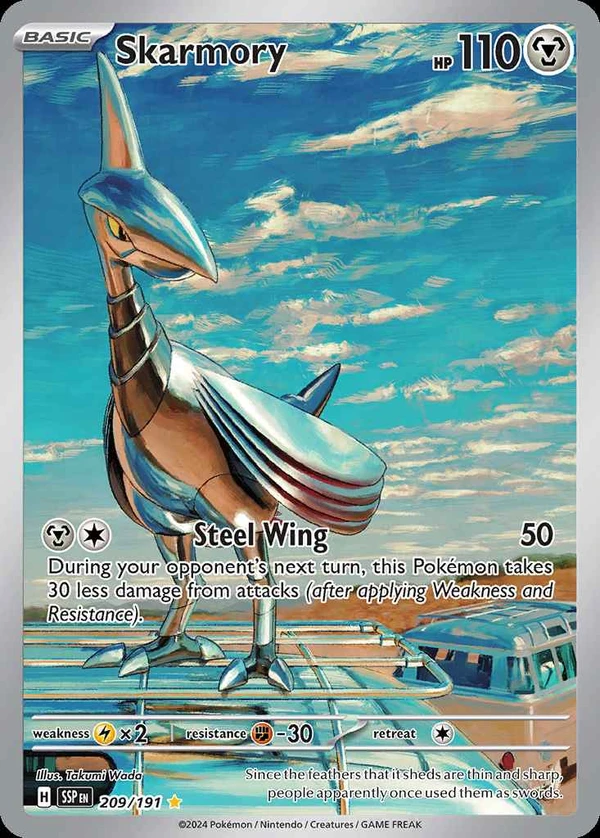 BASIC
Skarmory
HP 110
Steel Wing 50
During your opponent's next turn, this Pokémon takes
30 less damage from attacks (after applying Weakness and
Resistance).
weakness ×2 resistance -30 retreat
Illus. Takumi Wada
H SSP EN 209/191
Since the feathers that it sheds are thin and sharp,
people apparently once used them as swords.
©2024 Pokémon / Nintendo / Creatures / GAME FREAK